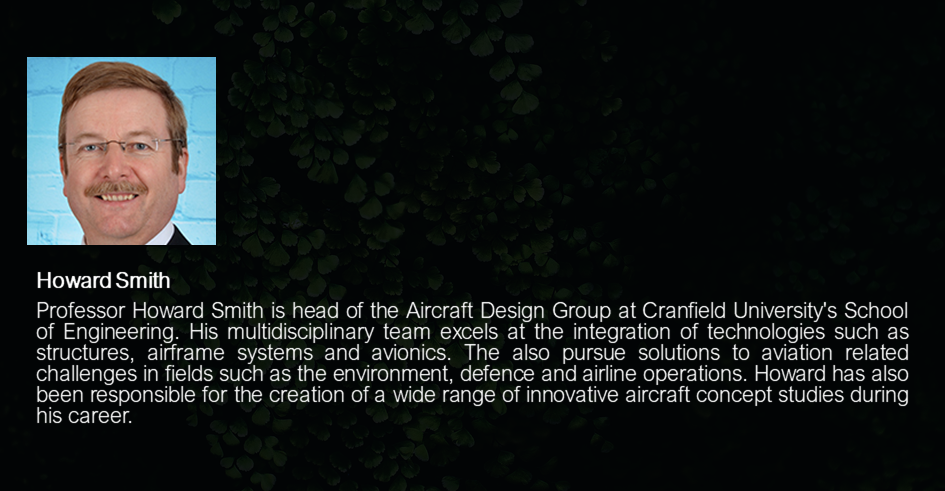 Howard Smith
Professor Howard Smith is head of the Aircraft Design Group at Cranfield University's School
of Engineering. His multidisciplinary team excels at the integration of technologies such as
structures, airframe systems and avionics. The also pursue solutions to aviation related
challenges in fields such as the environment, defence and airline operations. Howard has also
been responsible for the creation of a wide range of innovative aircraft concept studies during
his career.